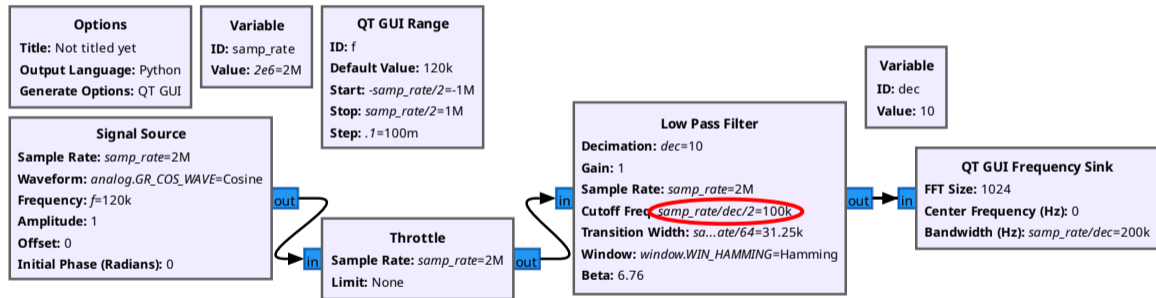 Options
Title: Not titled yet
Output Language: Python
Generate Options: QT GUI
Variable
ID: samp_rate
Value: 2e6=2M
QT GUI Range
ID: f
Default Value: 120k
Start: -samp_rate/2=-1M
Stop: samp_rate/2=1M
Step: .1=100m
Variable
ID: dec
Value: 10
Signal Source
Sample Rate: samp_rate=2M
Waveform: analog.GR_COS_WAVE=Cosine
Frequency: f=120k
Amplitude: 1
Offset: 0
Initial Phase (Radians): 0
out
in
Throttle
Sample Rate: samp_rate=2M
Limit: None
out
in
Low Pass Filter
Decimation: dec=10
Gain: 1
Sample Rate: samp_rate=2M
Cutoff Freq: samp_rate/dec/2=100k
Transition Width: sa...ate/64=31.25k
Window: window.WIN_HAMMING=Hamming
Beta: 6.76
out
in
QT GUI Frequency Sink
FFT Size: 1024
Center Frequency (Hz): 0
Bandwidth (Hz): samp_rate/dec=200k